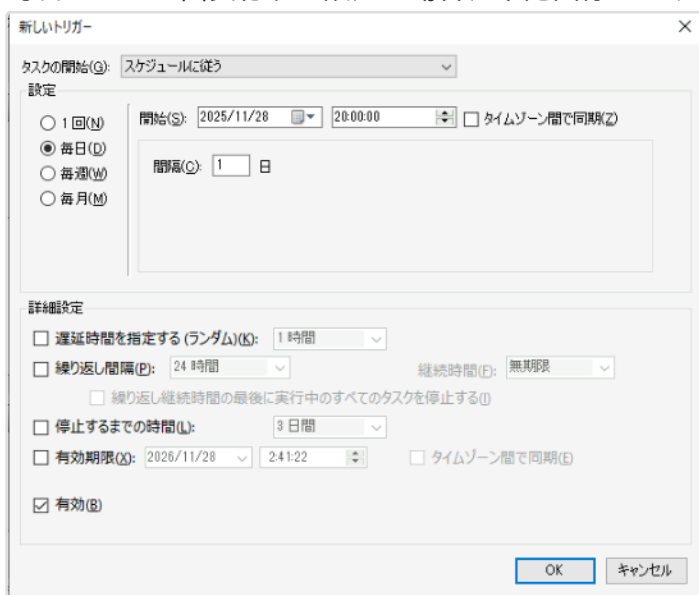 新しいトリガー
タスクの開始(G): スケジュールに従う
設定
1 回(N)
毎日(D)
毎週(W)
毎月(M)
開始(S): 2025/11/28 20:00:00 タイムゾーン間で同期(Z)
間隔(C): 1 日
詳細設定
遅延時間を指定する (ランダム)(K): 1 時間
繰り返し間隔(P): 24 時間 継続時間(F): 無期限
繰り返し継続時間の最後に実行中のすべてのタスクを停止する(I)
停止するまでの時間(L): 3 日間
有効期限(X): 2026/11/28 2:41:22 タイムゾーン間で同期(E)
有効(B)
OK キャンセル